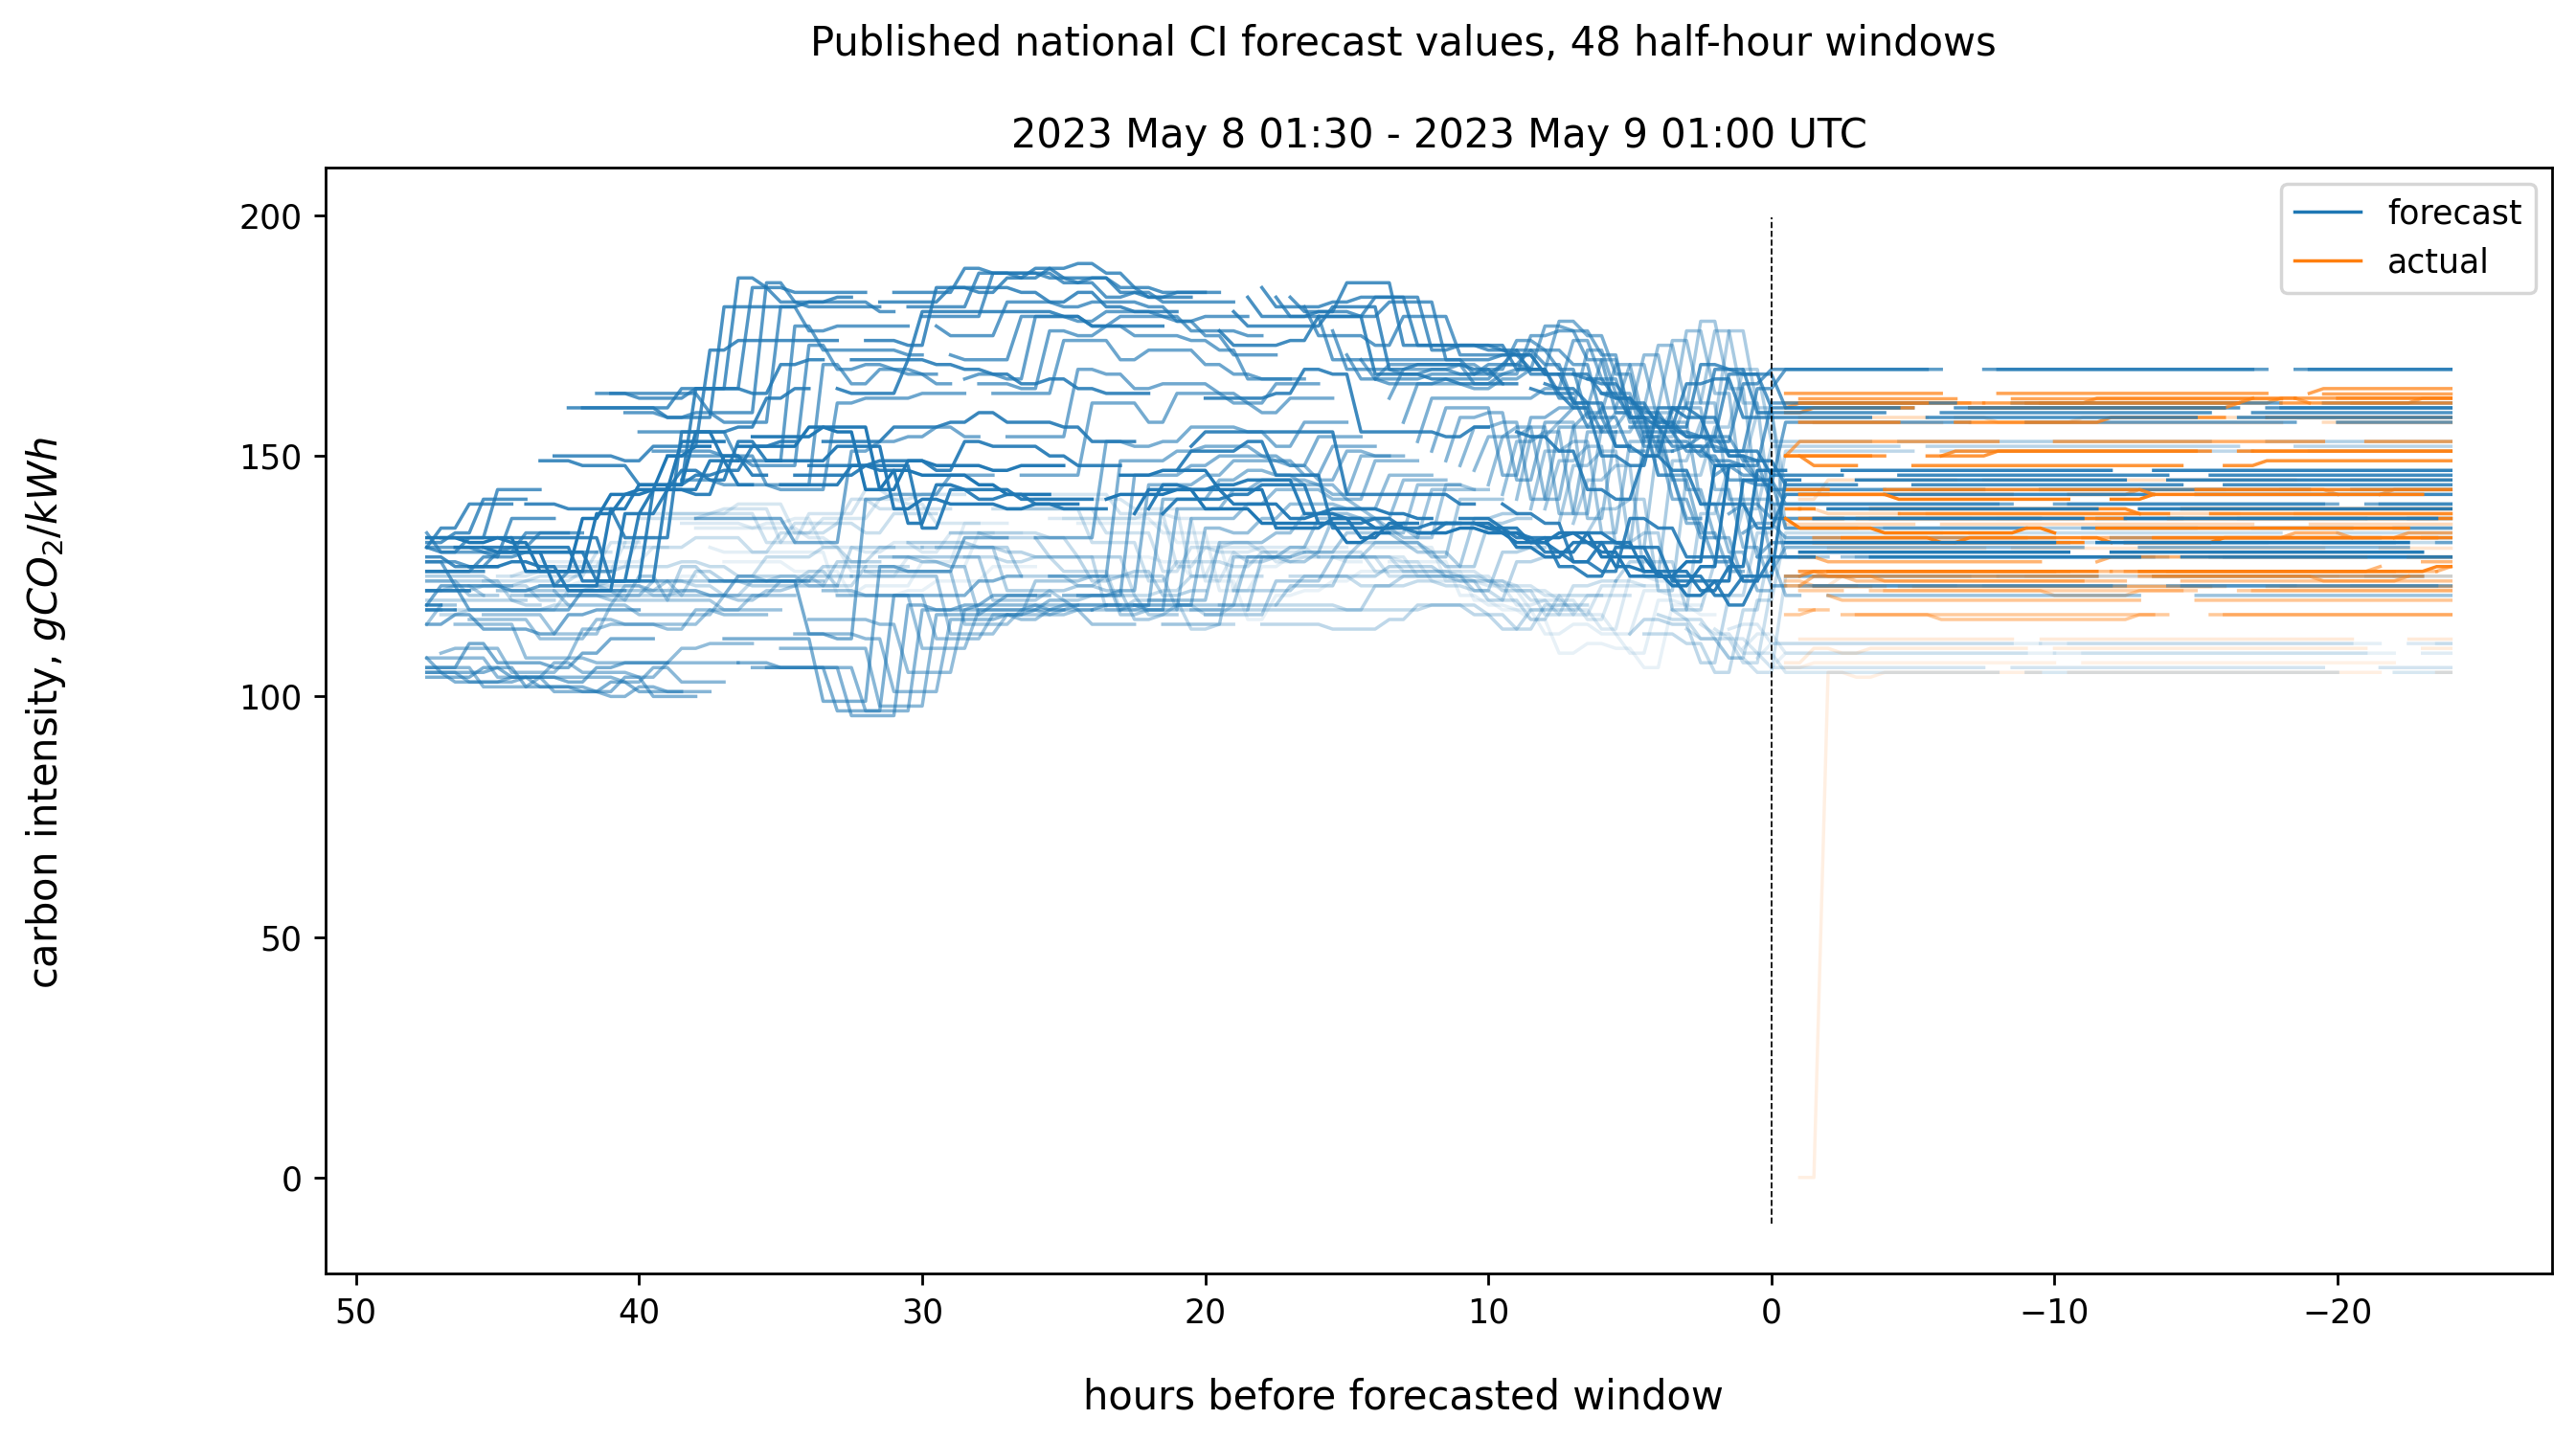 Published national CI forecast values, 48 half-hour windows
2023 May 8 01:30 - 2023 May 9 01:00 UTC
forecast
actual
carbon intensity, gCO₂/kWh
200
150
100
50
0
50 40 30 20 10 0 −10 −20
hours before forecasted window